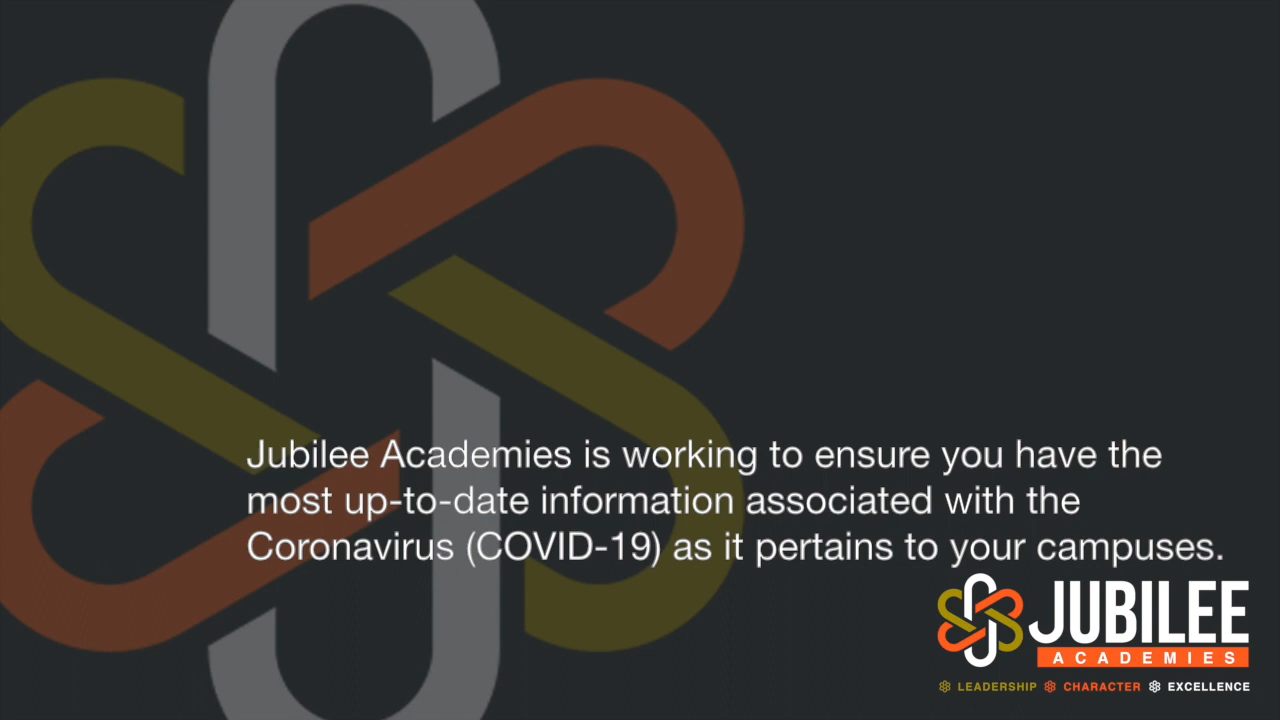 Jubilee Academies is working to ensure you have the
most up-to-date information associated with the
Coronavirus (COVID-19) as it pertains to your campuses.
JUBILEE
ACADEMIES
LEADERSHIP CHARACTER EXCELLENCE